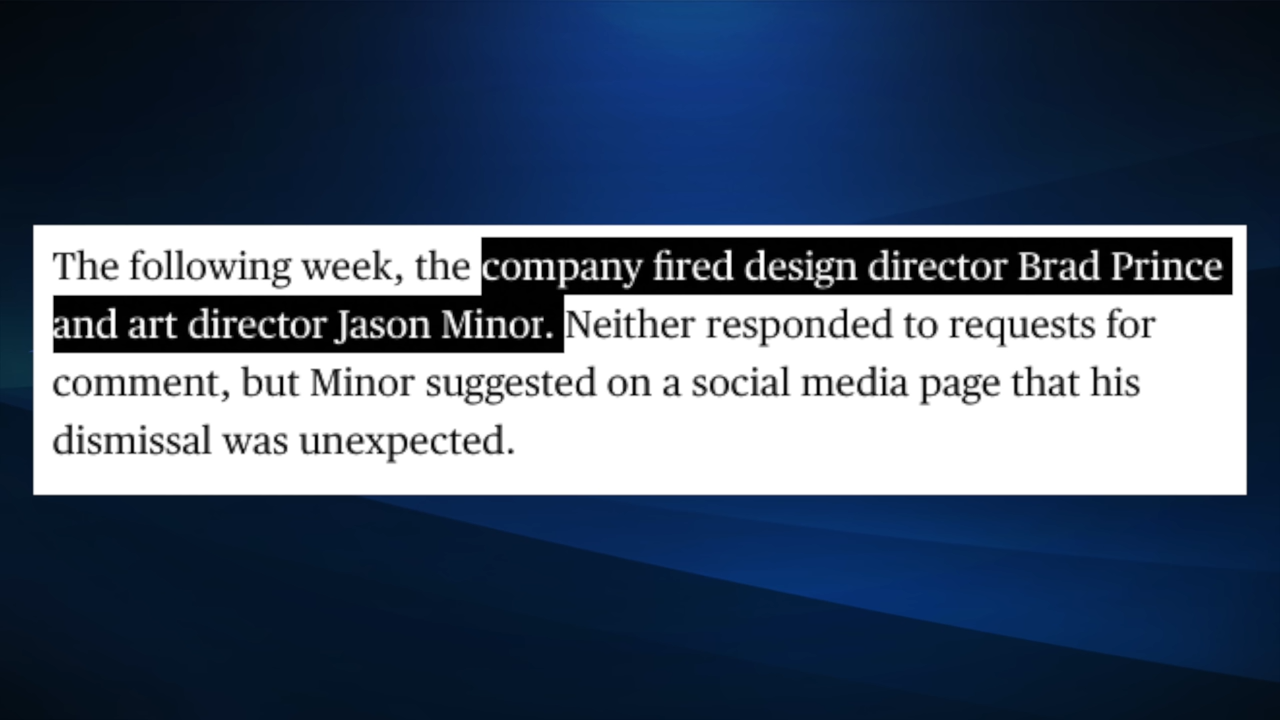 The following week, the company fired design director Brad Prince
and art director Jason Minor. Neither responded to requests for
comment, but Minor suggested on a social media page that his
dismissal was unexpected.